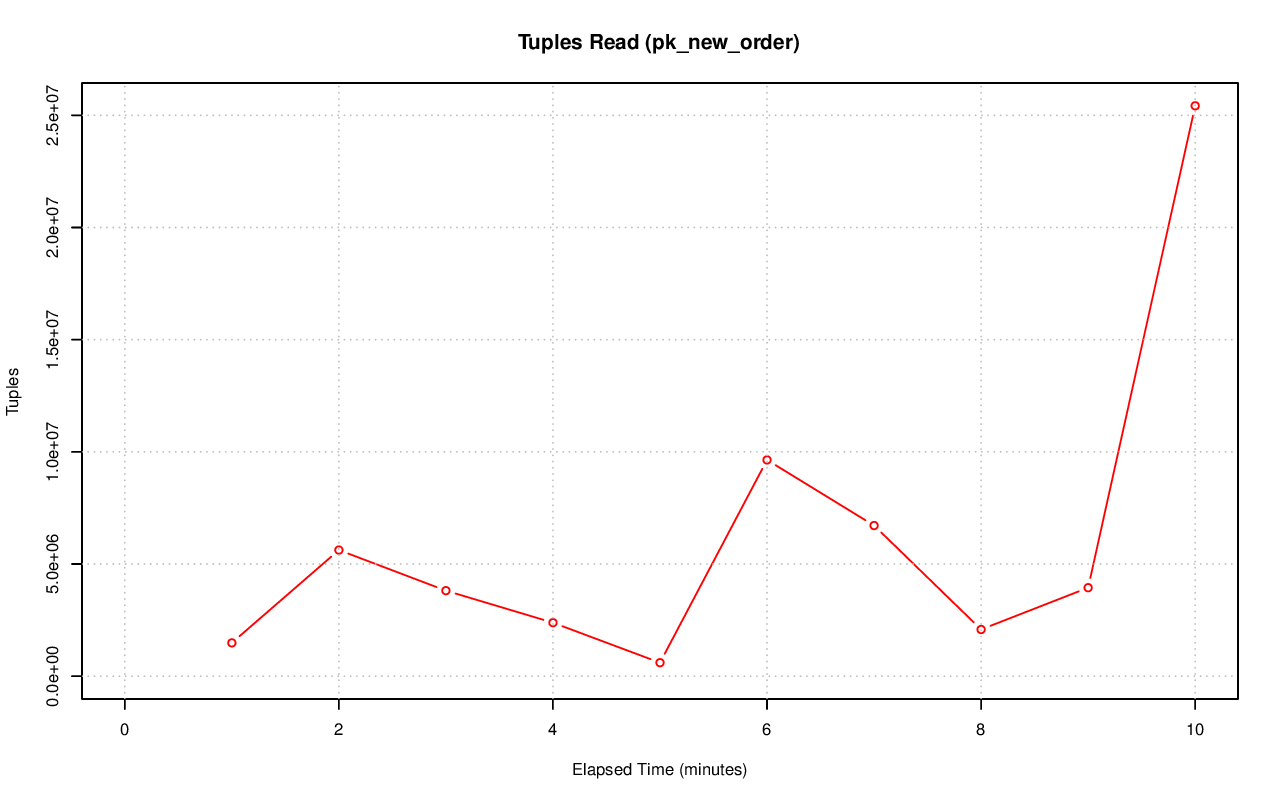 Tuples Read (pk_new_order)
2.5e+07
2.0e+07
1.5e+07
1.0e+07
5.0e+06
0.0e+00
Tuples
0 2 4 6 8 10
Elapsed Time (minutes)